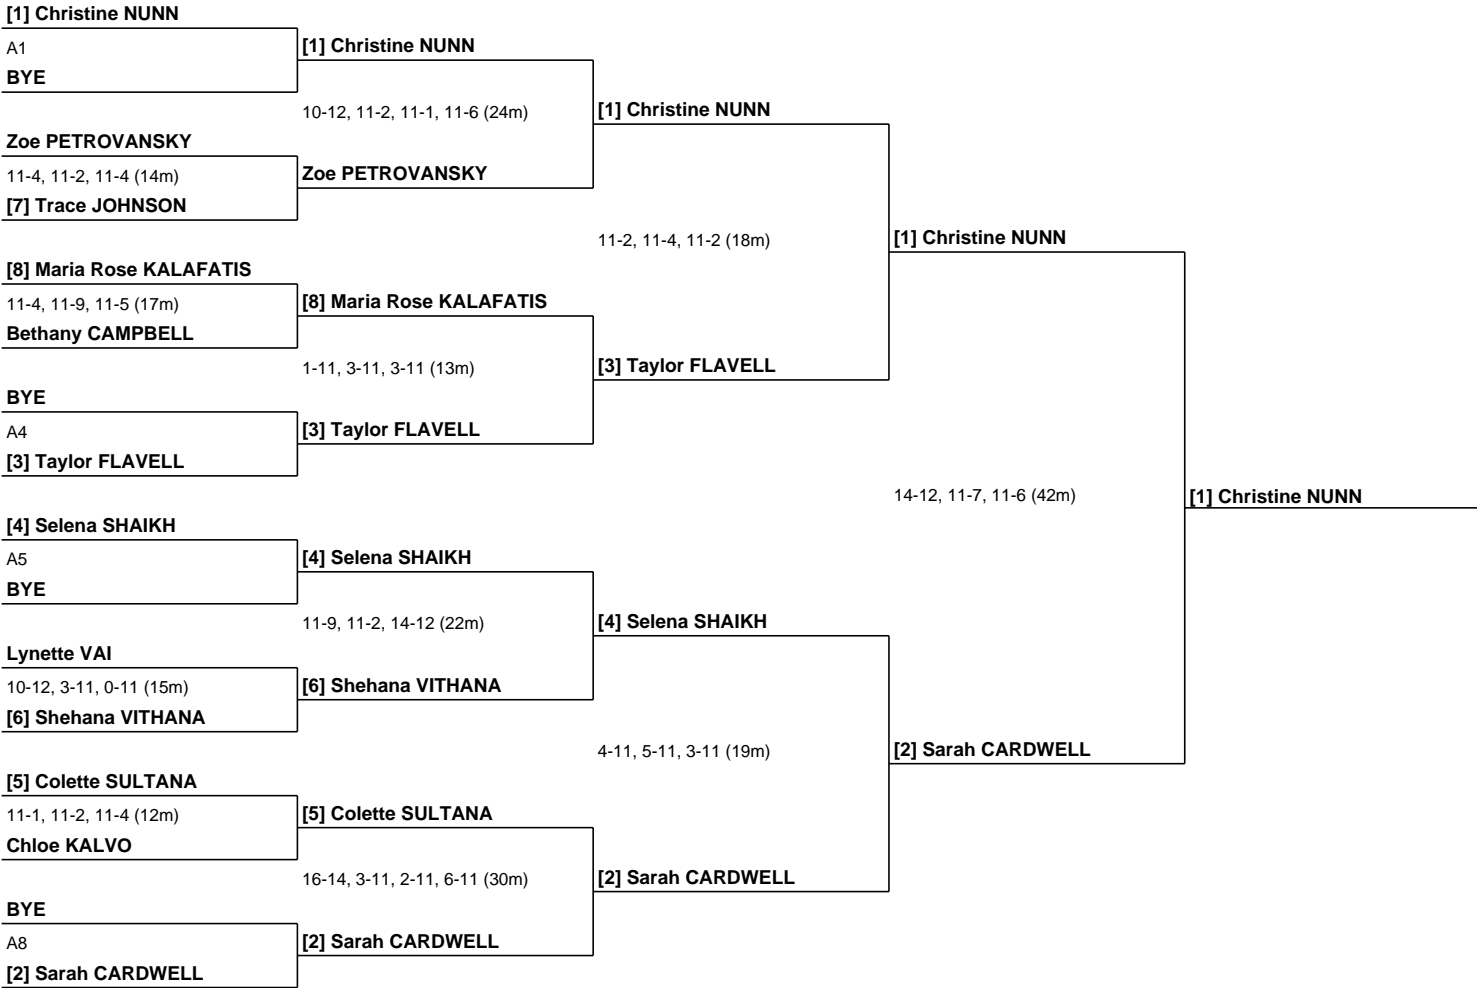 [1] Christine NUNN
A1
BYE
Zoe PETROVANSKY
11-4, 11-2, 11-4 (14m)
[7] Trace JOHNSON
[8] Maria Rose KALAFATIS
11-4, 11-9, 11-5 (17m)
Bethany CAMPBELL
BYE
A4
[3] Taylor FLAVELL
[4] Selena SHAIKH
A5
BYE
Lynette VAI
10-12, 3-11, 0-11 (15m)
[6] Shehana VITHANA
[5] Colette SULTANA
11-1, 11-2, 11-4 (12m)
Chloe KALVO
BYE
A8
[2] Sarah CARDWELL
[1] Christine NUNN
10-12, 11-2, 11-1, 11-6 (24m)
Zoe PETROVANSKY
[8] Maria Rose KALAFATIS
1-11, 3-11, 3-11 (13m)
[3] Taylor FLAVELL
[4] Selena SHAIKH
11-9, 11-2, 14-12 (22m)
[6] Shehana VITHANA
[5] Colette SULTANA
16-14, 3-11, 2-11, 6-11 (30m)
[2] Sarah CARDWELL
[1] Christine NUNN
11-2, 11-4, 11-2 (18m)
[3] Taylor FLAVELL
[4] Selena SHAIKH
4-11, 5-11, 3-11 (19m)
[2] Sarah CARDWELL
[1] Christine NUNN
14-12, 11-7, 11-6 (42m)
[2] Sarah CARDWELL
[1] Christine NUNN